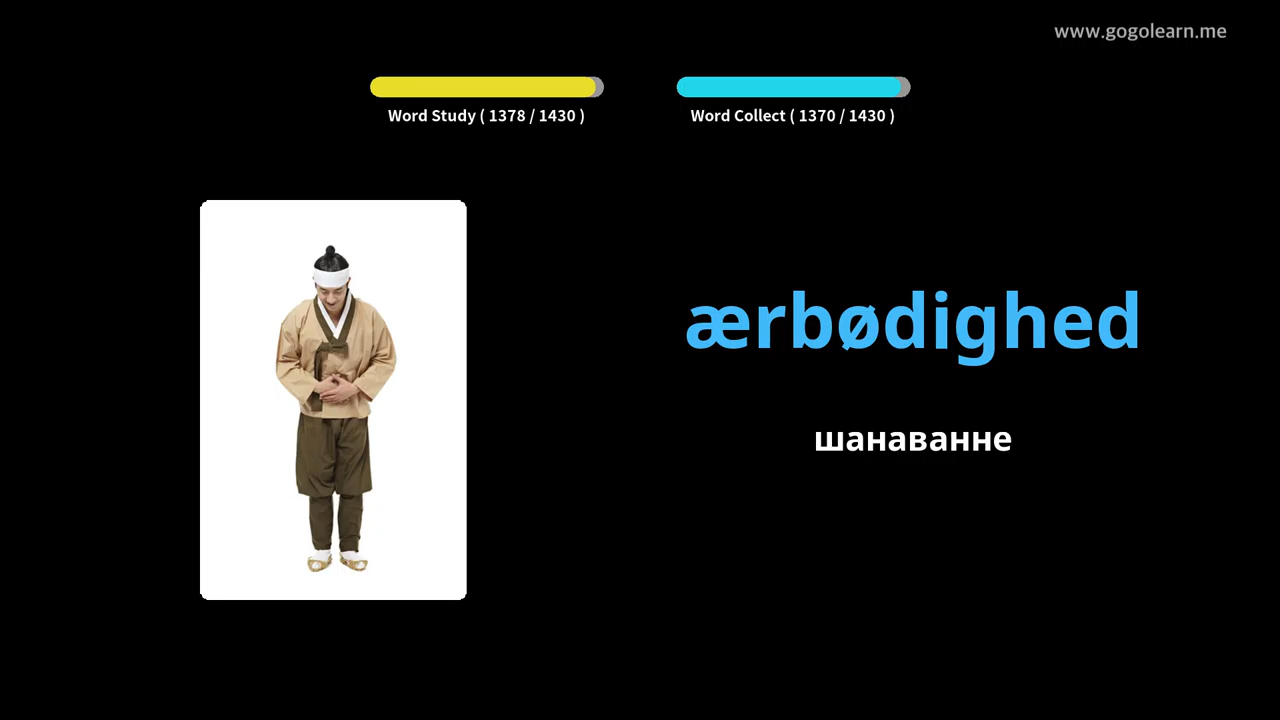 www.gogolearn.me
Word Study ( 1378 / 1430 )
Word Collect ( 1370 / 1430 )
ærbødighed
шанаванне